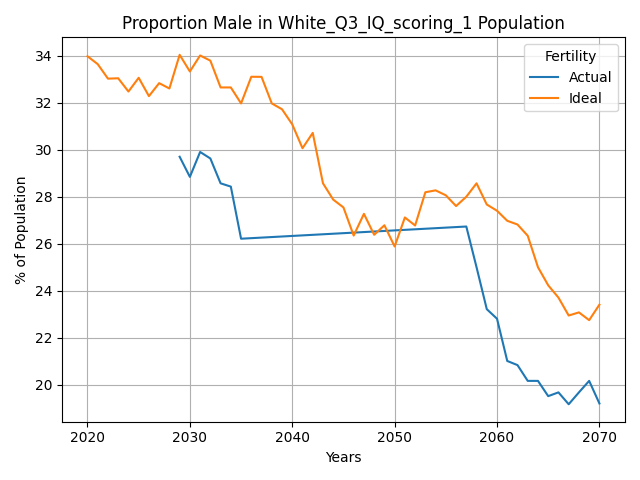 Proportion Male in White_Q3_IQ_scoring_1 Population
Fertility
Actual
Ideal
% of Population
34
32
30
28
26
24
22
20
2020
2030
2040
2050
2060
2070
Years